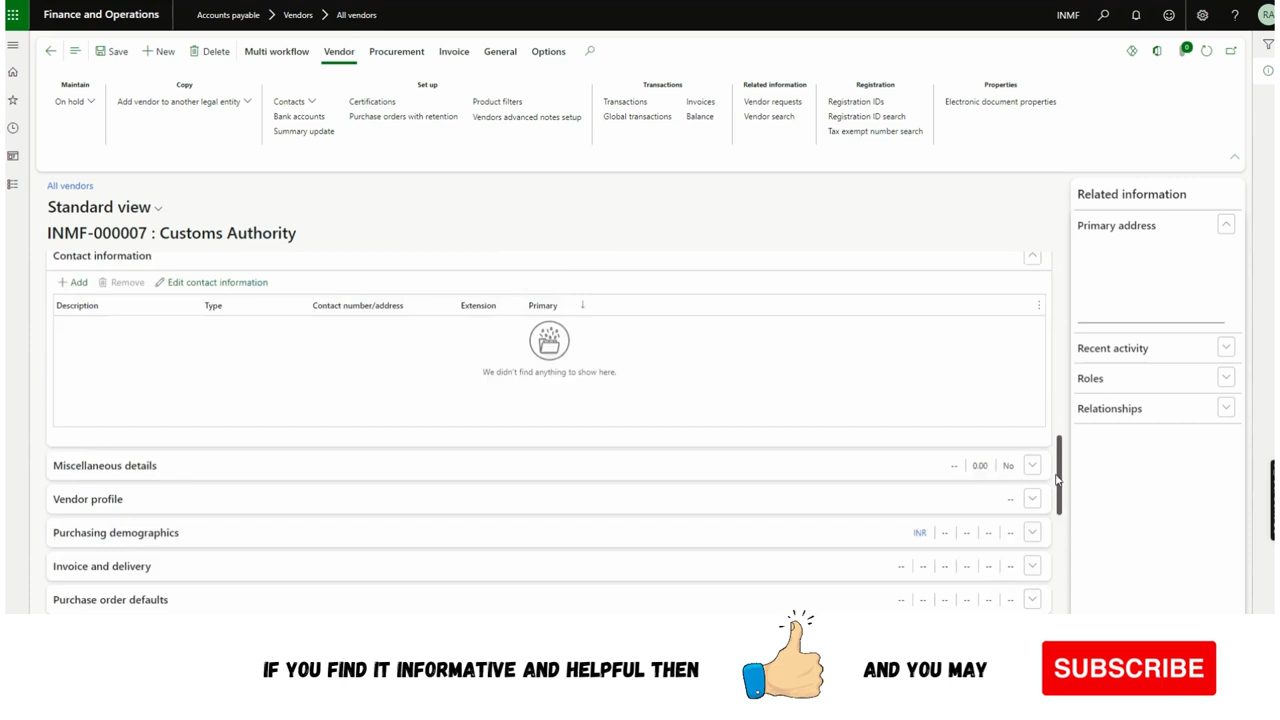 Finance and Operations
Accounts payable > Vendors > All vendors
INMF
?
RA
Save
+ New
Delete
Multi workflow
Vendor
Procurement
Invoice
General
Options
0
Maintain
On hold
Copy
Add vendor to another legal entity
Set up
Contacts
Bank accounts
Summary update
Certifications
Purchase orders with retention
Product filters
Vendors advanced notes setup
Transactions
Transactions
Global transactions
Invoices
Balance
Related information
Vendor requests
Vendor search
Registration
Registration IDs
Registration ID search
Tax exempt number search
Properties
Electronic document properties
All vendors
Standard view
INMF-000007 : Customs Authority
Contact information
+ Add
Remove
Edit contact information
Description Type Contact number/address Extension Primary ↓
We didn't find anything to show here.
Miscellaneous details -- | 0.00 | No
Vendor profile --
Purchasing demographics INR | -- | -- | -- | --
Invoice and delivery -- | -- | -- | -- | -- | --
Purchase order defaults -- | -- | -- | -- | -- | --
Related information
Primary address
Recent activity
Roles
Relationships
IF YOU FIND IT INFORMATIVE AND HELPFUL THEN
AND YOU MAY
SUBSCRIBE